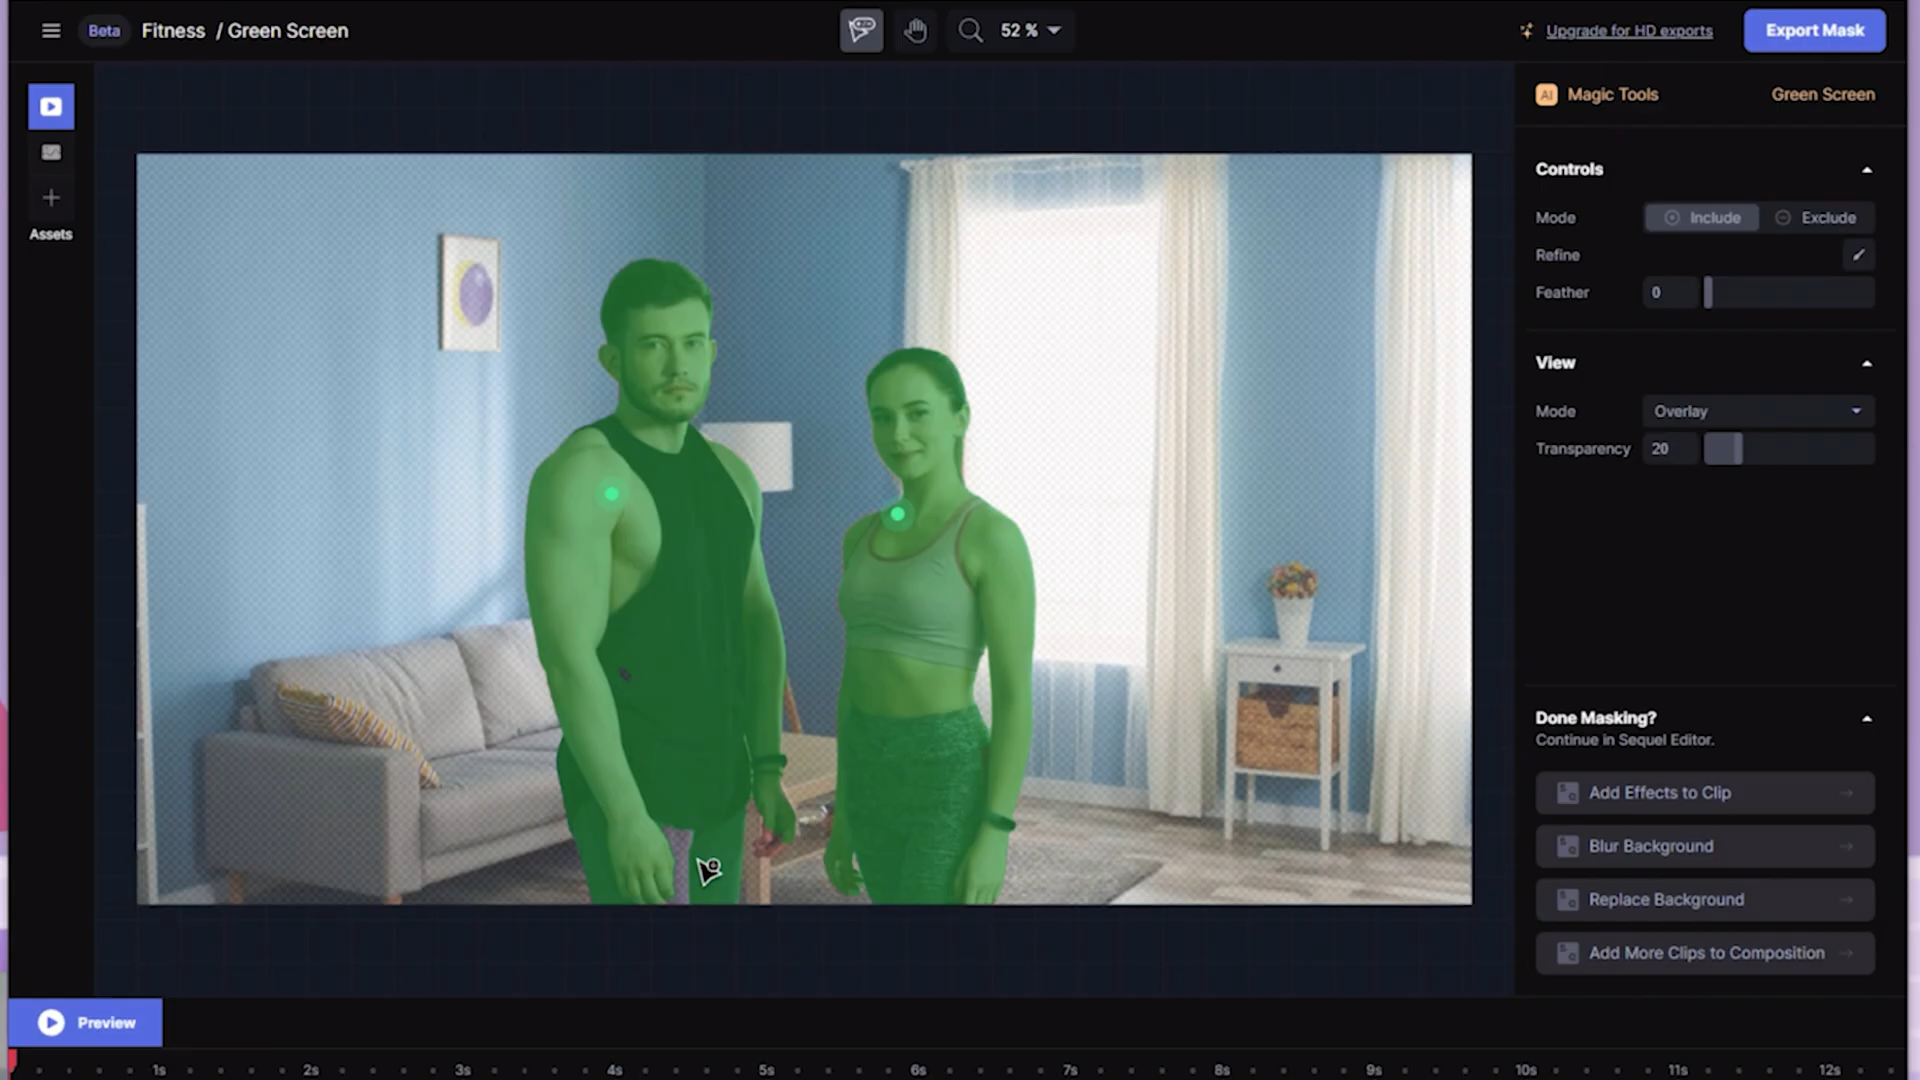 Beta Fitness / Green Screen
52 %
Upgrade for HD exports
Export Mask
AI Magic Tools Green Screen
Assets
Controls
Mode Include Exclude
Refine
Feather 0
View
Mode Overlay
Transparency 20
Done Masking?
Continue in Sequel Editor.
Add Effects to Clip
Blur Background
Replace Background
Add More Clips to Composition
Preview
1s 2s 3s 4s 5s 6s 7s 8s 9s 10s 11s 12s